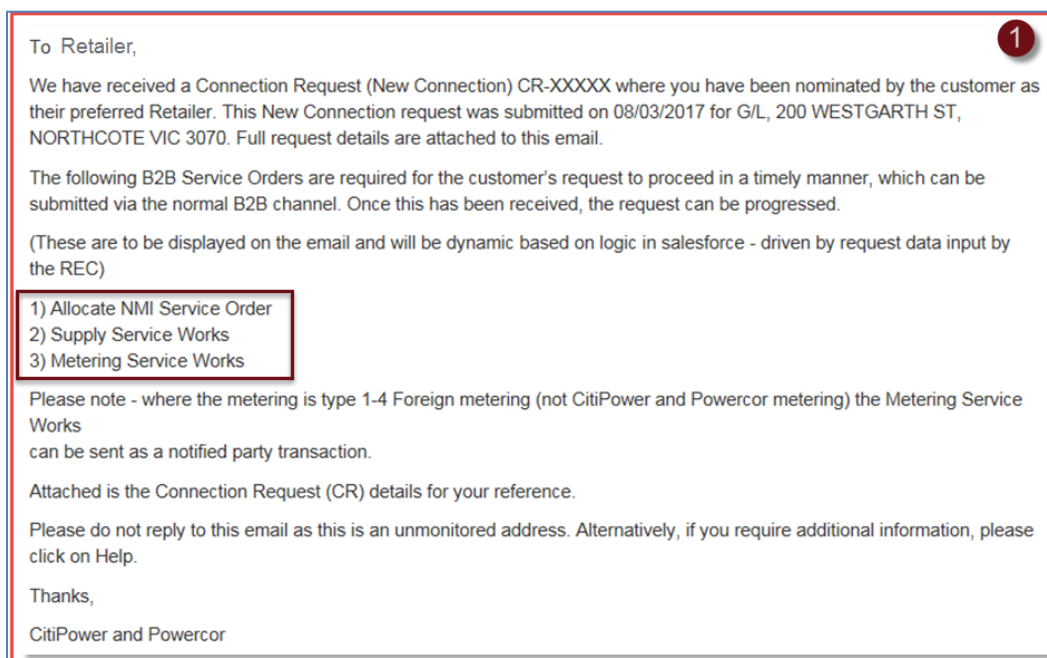 To Retailer,
1
We have received a Connection Request (New Connection) CR-XXXXX where you have been nominated by the customer as
their preferred Retailer. This New Connection request was submitted on 08/03/2017 for G/L, 200 WESTGARTH ST,
NORTHCOTE VIC 3070. Full request details are attached to this email.
The following B2B Service Orders are required for the customer's request to proceed in a timely manner, which can be
submitted via the normal B2B channel. Once this has been received, the request can be progressed.
(These are to be displayed on the email and will be dynamic based on logic in salesforce - driven by request data input by
the REC)
1) Allocate NMI Service Order
2) Supply Service Works
3) Metering Service Works
Please note - where the metering is type 1-4 Foreign metering (not CitiPower and Powercor metering) the Metering Service
Works
can be sent as a notified party transaction.
Attached is the Connection Request (CR) details for your reference.
Please do not reply to this email as this is an unmonitored address. Alternatively, if you require additional information, please
click on Help.
Thanks,
CitiPower and Powercor